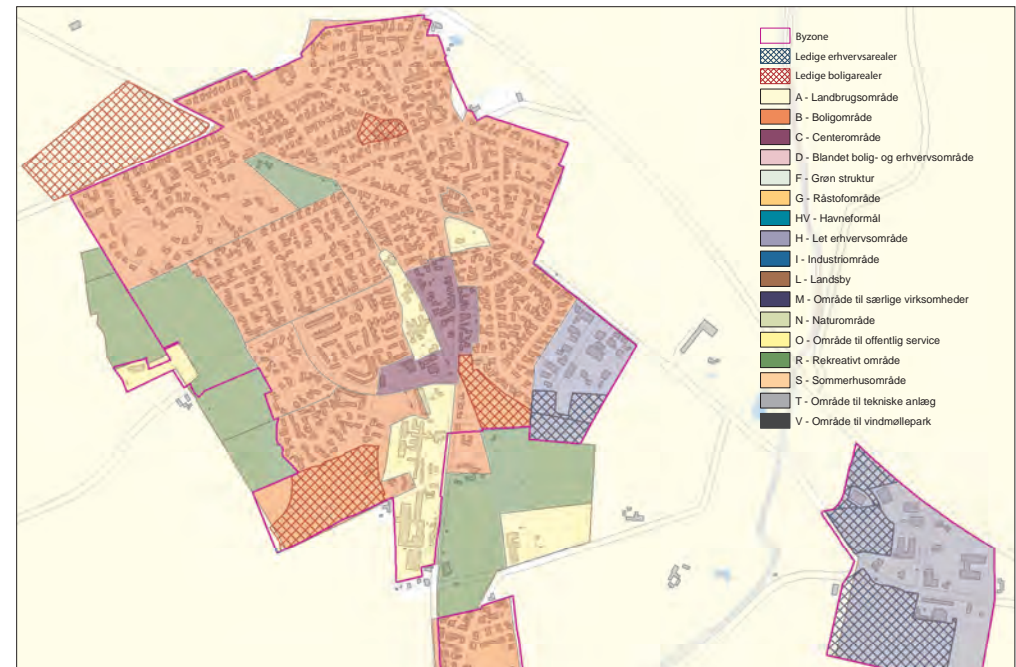 Byzone
Ledige erhvervsarealer
Ledige boligarealer
A - Landbrugsområde
B - Boligområde
C - Centerområde
D - Blandet bolig- og erhvervsområde
F - Grøn struktur
G - Råstofområde
HV - Havneformål
H - Let erhvervsområde
I - Industriområde
L - Landsby
M - Område til særlige virksomheder
N - Naturområde
O - Område til offentlig service
R - Rekreativt område
S - Sommerhusområde
T - Område til tekniske anlæg
V - Område til vindmøllepark